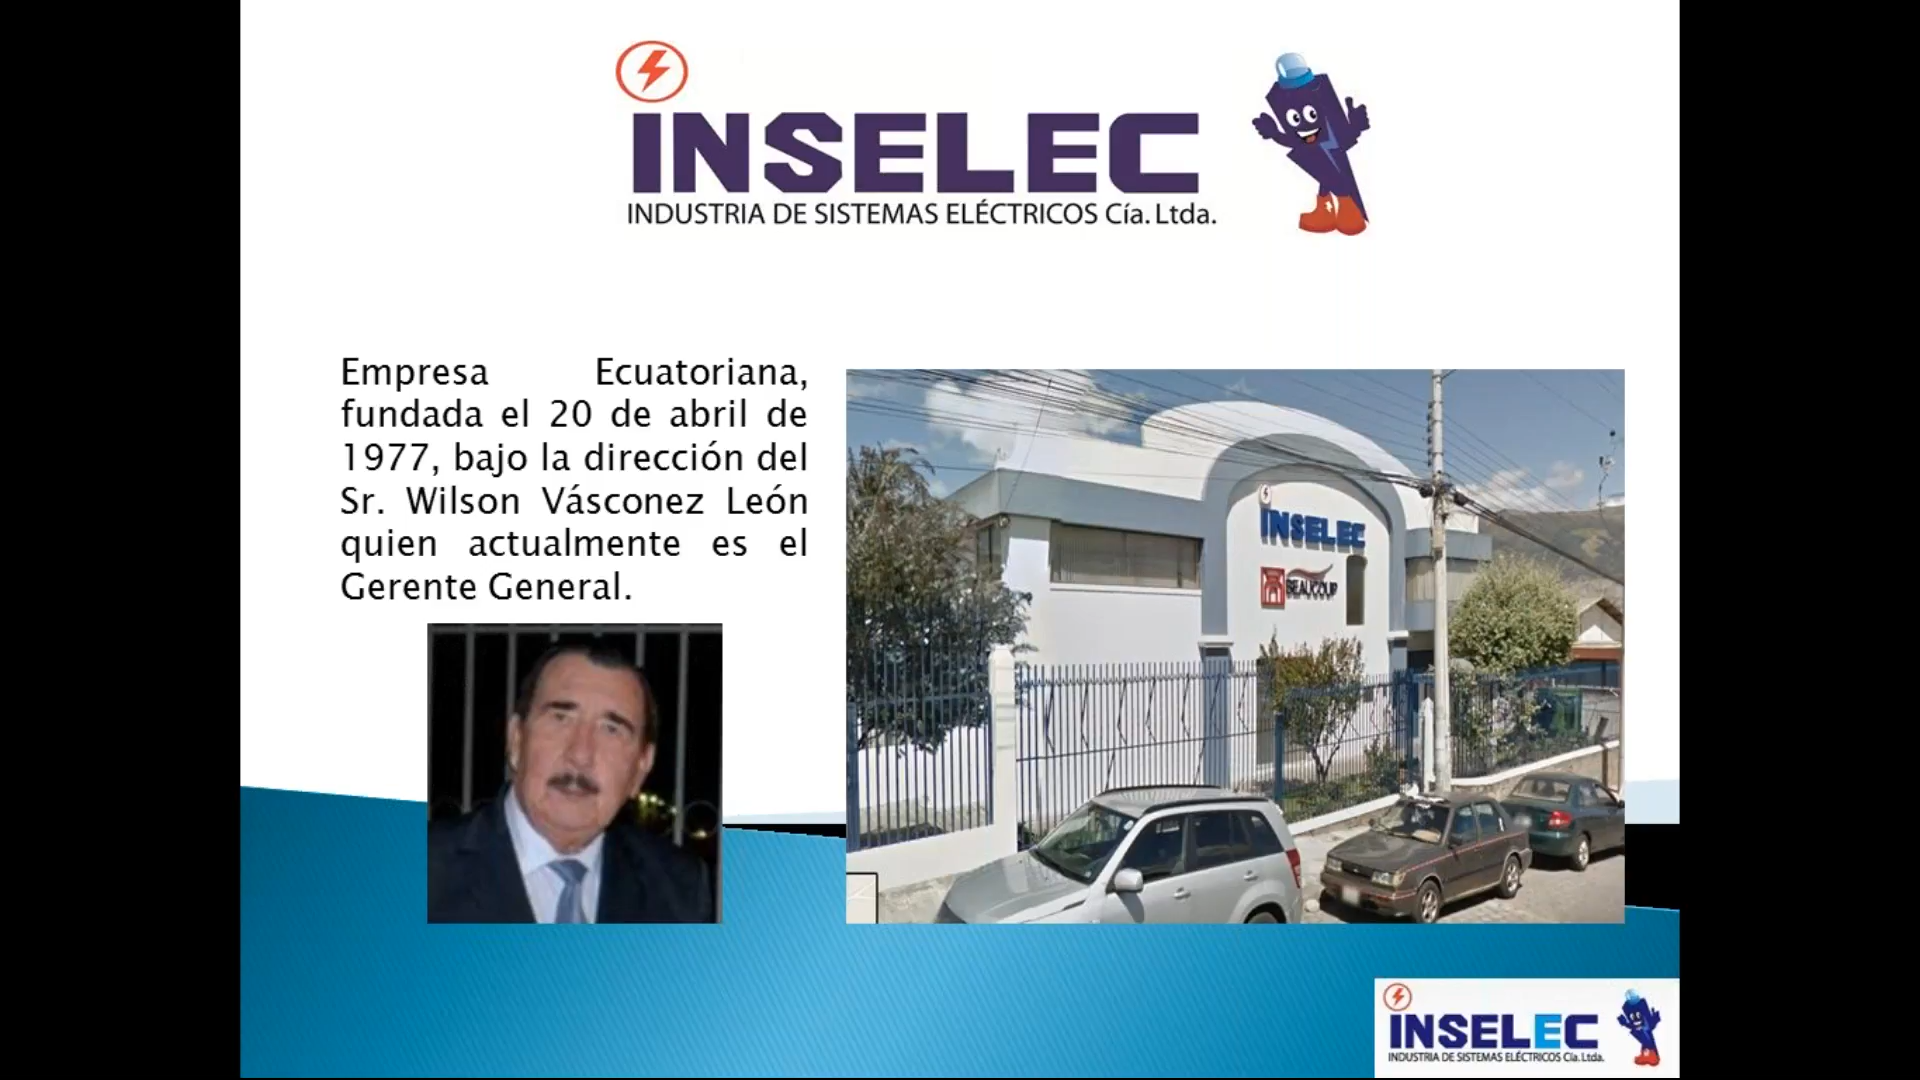 INSELEC
INDUSTRIA DE SISTEMAS ELÉCTRICOS Cía. Ltda.
Empresa Ecuatoriana,
fundada el 20 de abril de
1977, bajo la dirección del
Sr. Wilson Vásconez León
quien actualmente es el
Gerente General.
INSELEC
BEAUCOUP
INSELEC
INDUSTRIA DE SISTEMAS ELÉCTRICOS Cía. Ltda.